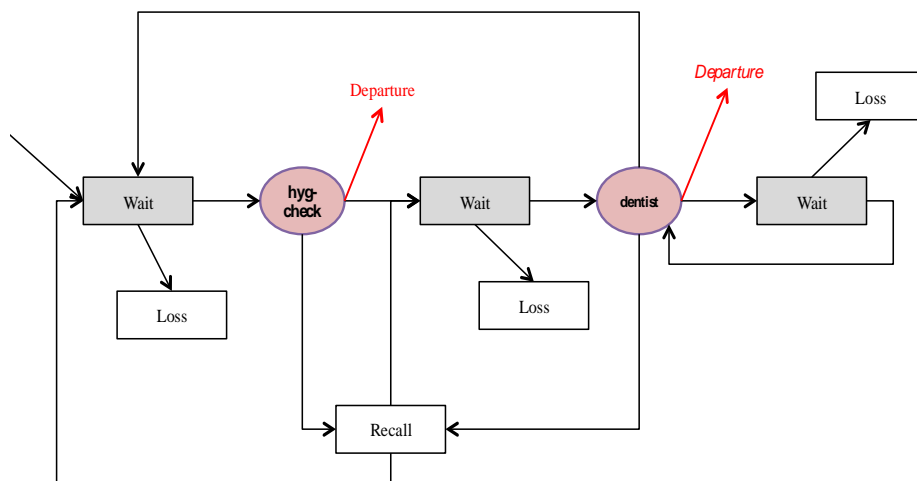 Departure
Departure
Loss
Wait
hyg-
check
Wait
dentist
Wait
Loss
Loss
Recall